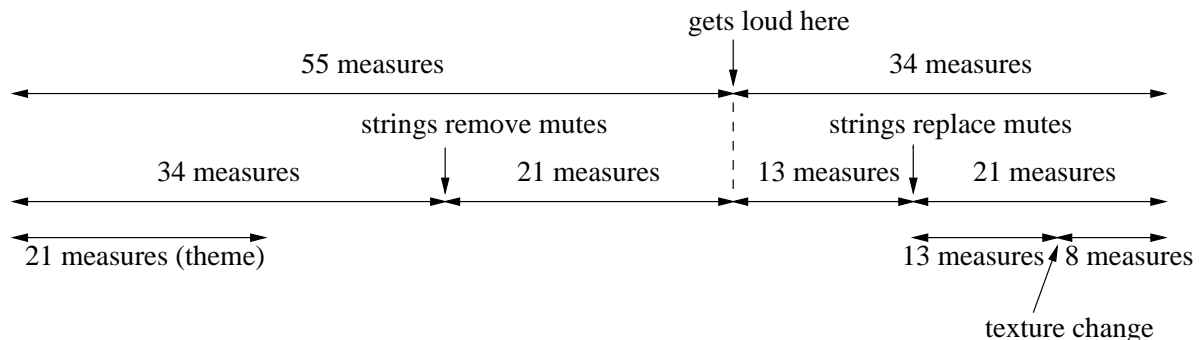 gets loud here
55 measures
34 measures
strings remove mutes
strings replace mutes
34 measures
21 measures
13 measures
21 measures
21 measures (theme)
13 measures
8 measures
texture change